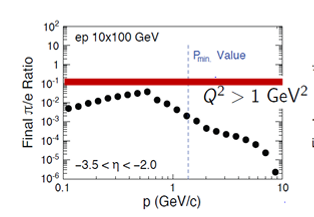 10²
10
1
10⁻¹
10⁻²
10⁻³
10⁻⁴
10⁻⁵
10⁻⁶
Final π/e Ratio
ep 10x100 GeV
P_min. Value
Q² > 1 GeV²
−3.5 < η < −2.0
0.1 1 10
p (GeV/c)